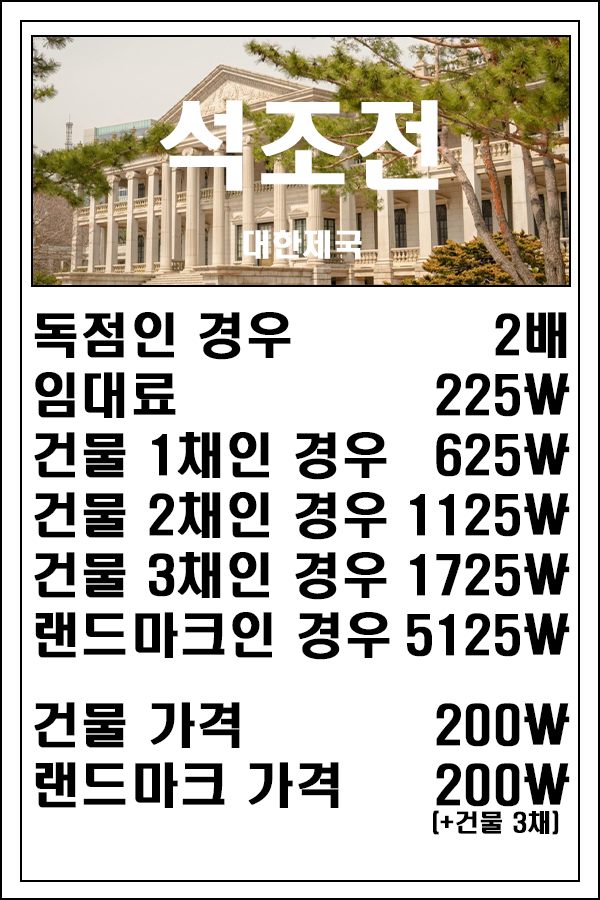 석조전
대한제국
독점인 경우 2배
임대료 225₩
건물 1채인 경우 625₩
건물 2채인 경우 1125₩
건물 3채인 경우 1725₩
랜드마크인 경우 5125₩
건물 가격 200₩
랜드마크 가격 200₩
(+건물 3채)